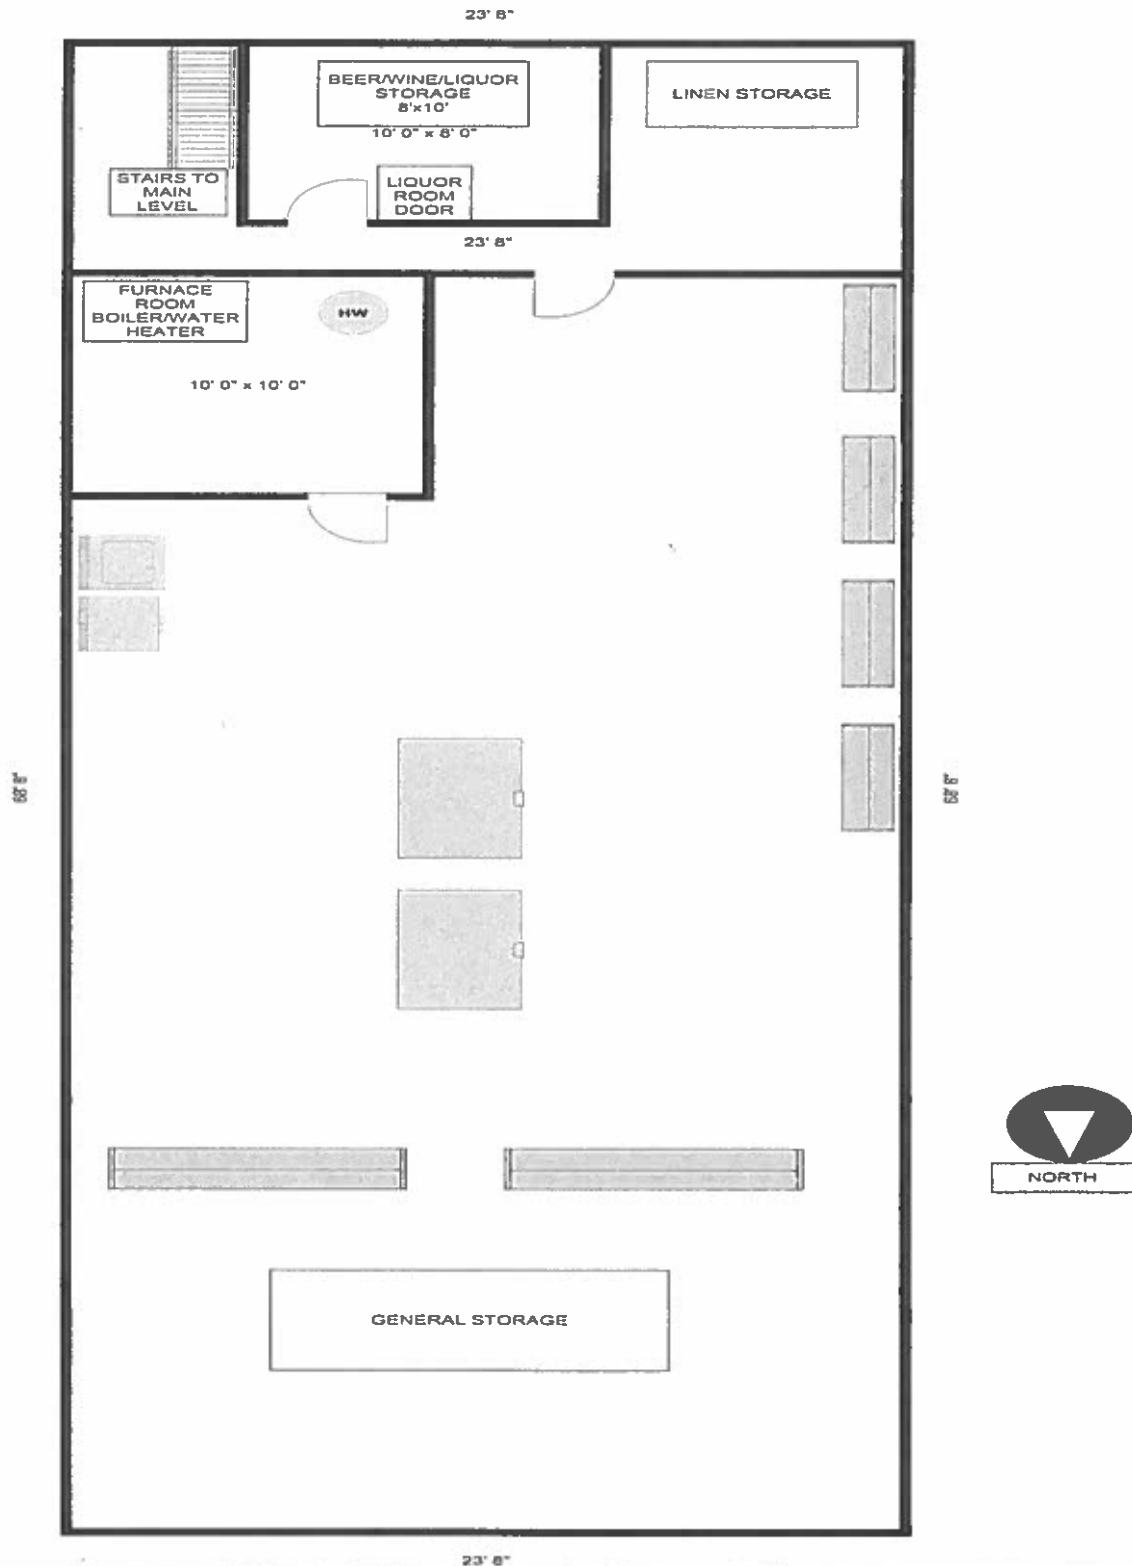 23' 8"
BEER/WINE/LIQUOR
STORAGE
8'x10'
10' 0" x 8' 0"
LINEN STORAGE
STAIRS TO
MAIN
LEVEL
LIQUOR
ROOM
DOOR
23' 8"
FURNACE
ROOM
BOILER/WATER
HEATER
HW
10' 0" x 10' 0"
NORTH
GENERAL STORAGE
23' 8"